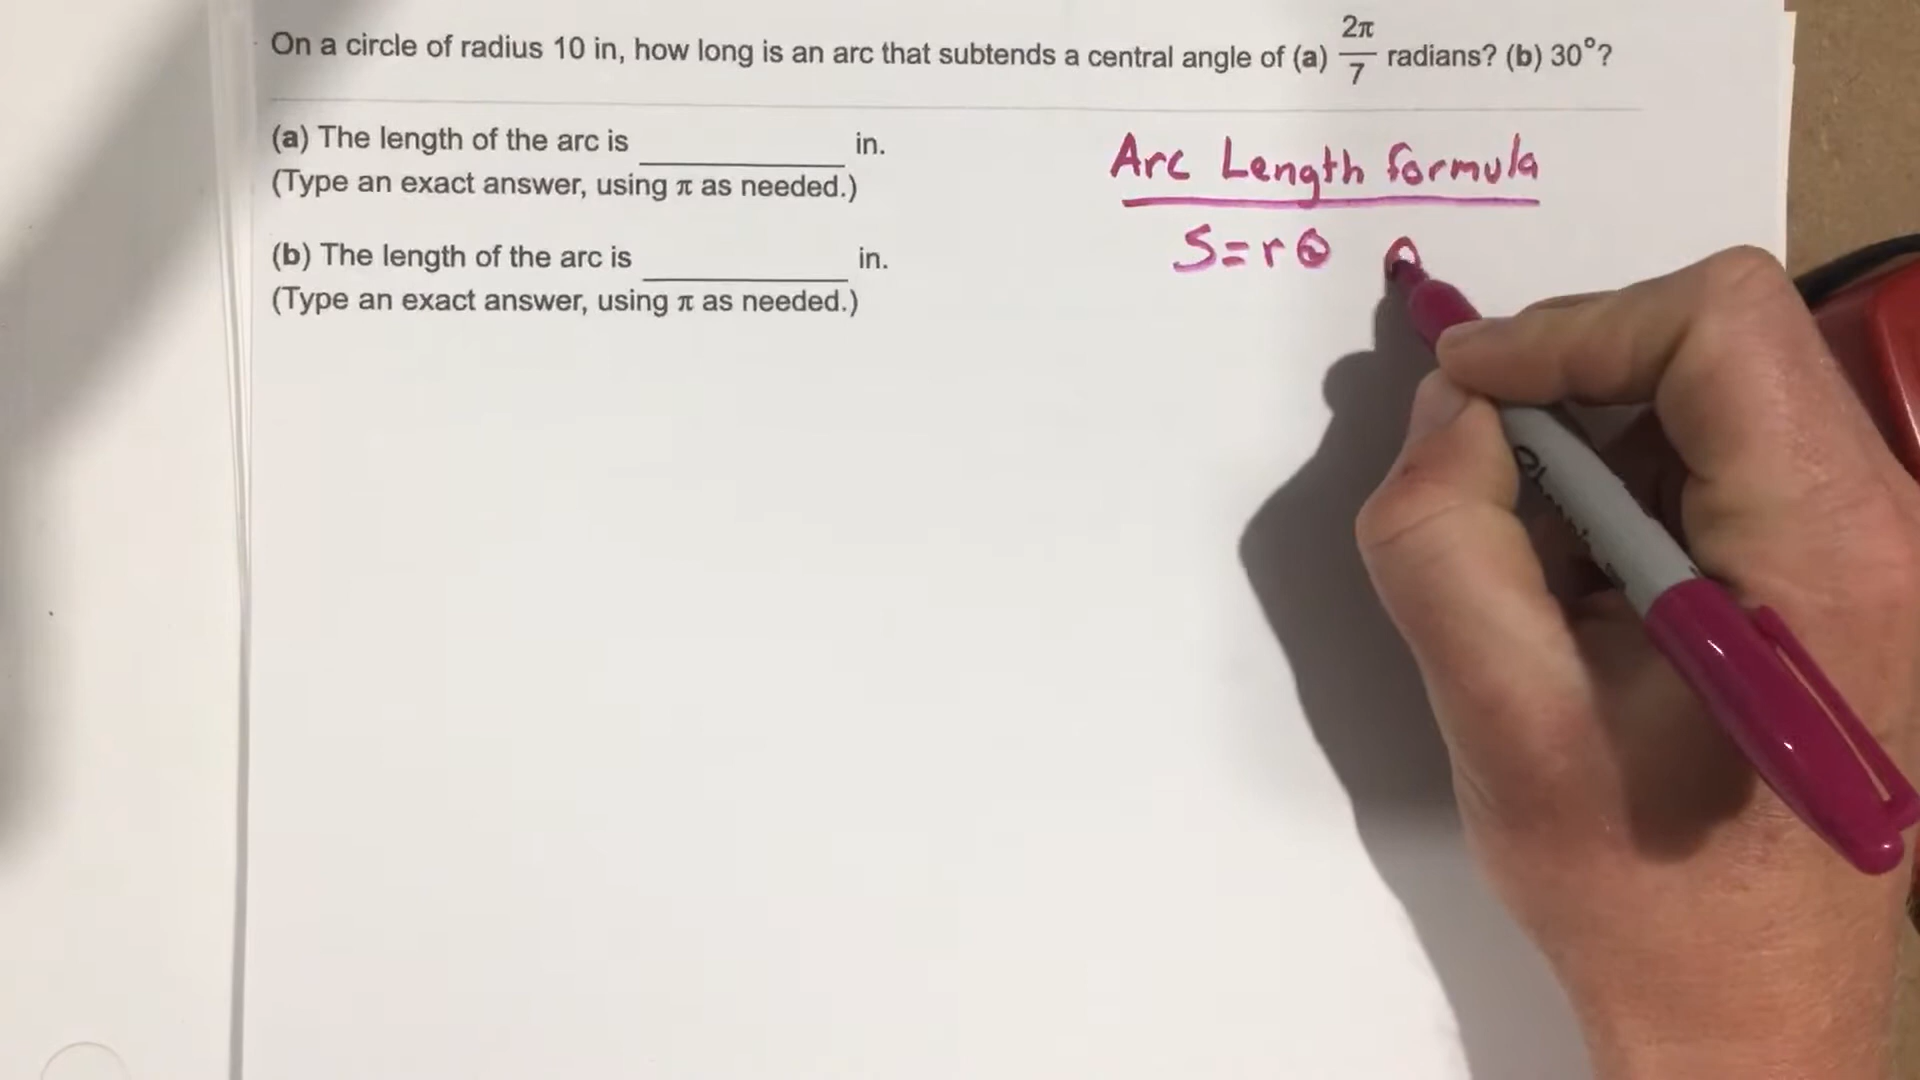 On a circle of radius 10 in, how long is an arc that subtends a central angle of (a) 2π/7 radians? (b) 30°?
(a) The length of the arc is ____________ in.
(Type an exact answer, using π as needed.)
(b) The length of the arc is ____________ in.
(Type an exact answer, using π as needed.)
Arc Length formula
S=rθ